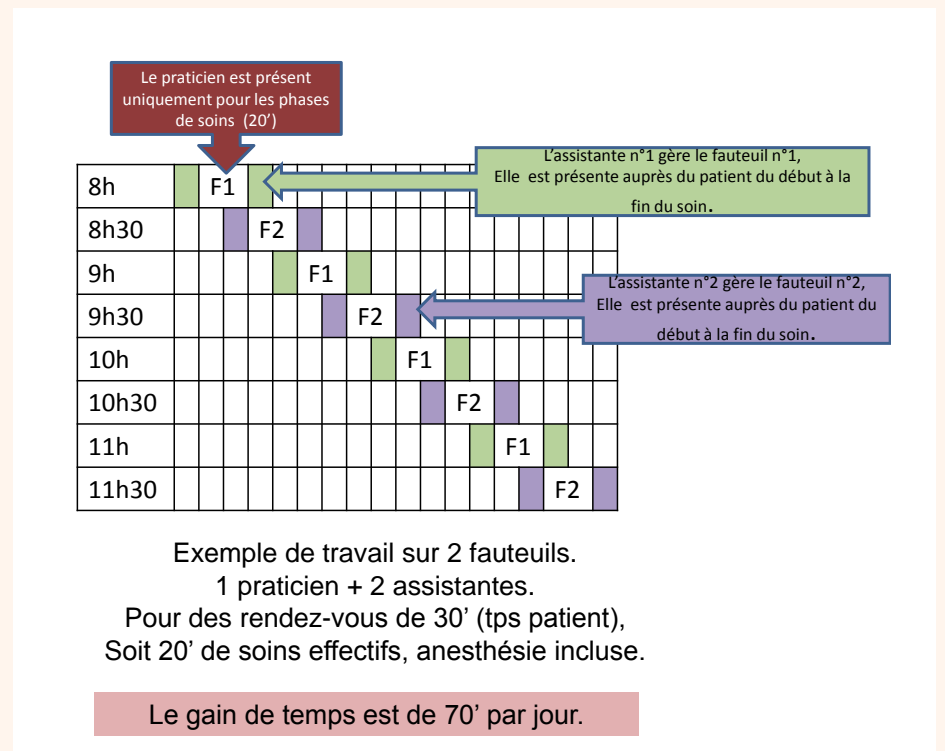 Le praticien est présent
uniquement pour les phases
de soins (20’)
L’assistante n°1 gère le fauteuil n°1,
Elle est présente auprès du patient du début à la
fin du soin.
8h F1
8h30 F2
9h F1
L’assistante n°2 gère le fauteuil n°2,
Elle est présente auprès du patient du
début à la fin du soin.
9h30 F2
10h F1
10h30 F2
11h F1
11h30 F2
Exemple de travail sur 2 fauteuils.
1 praticien + 2 assistantes.
Pour des rendez-vous de 30’ (tps patient),
Soit 20’ de soins effectifs, anesthésie incluse.
Le gain de temps est de 70’ par jour.